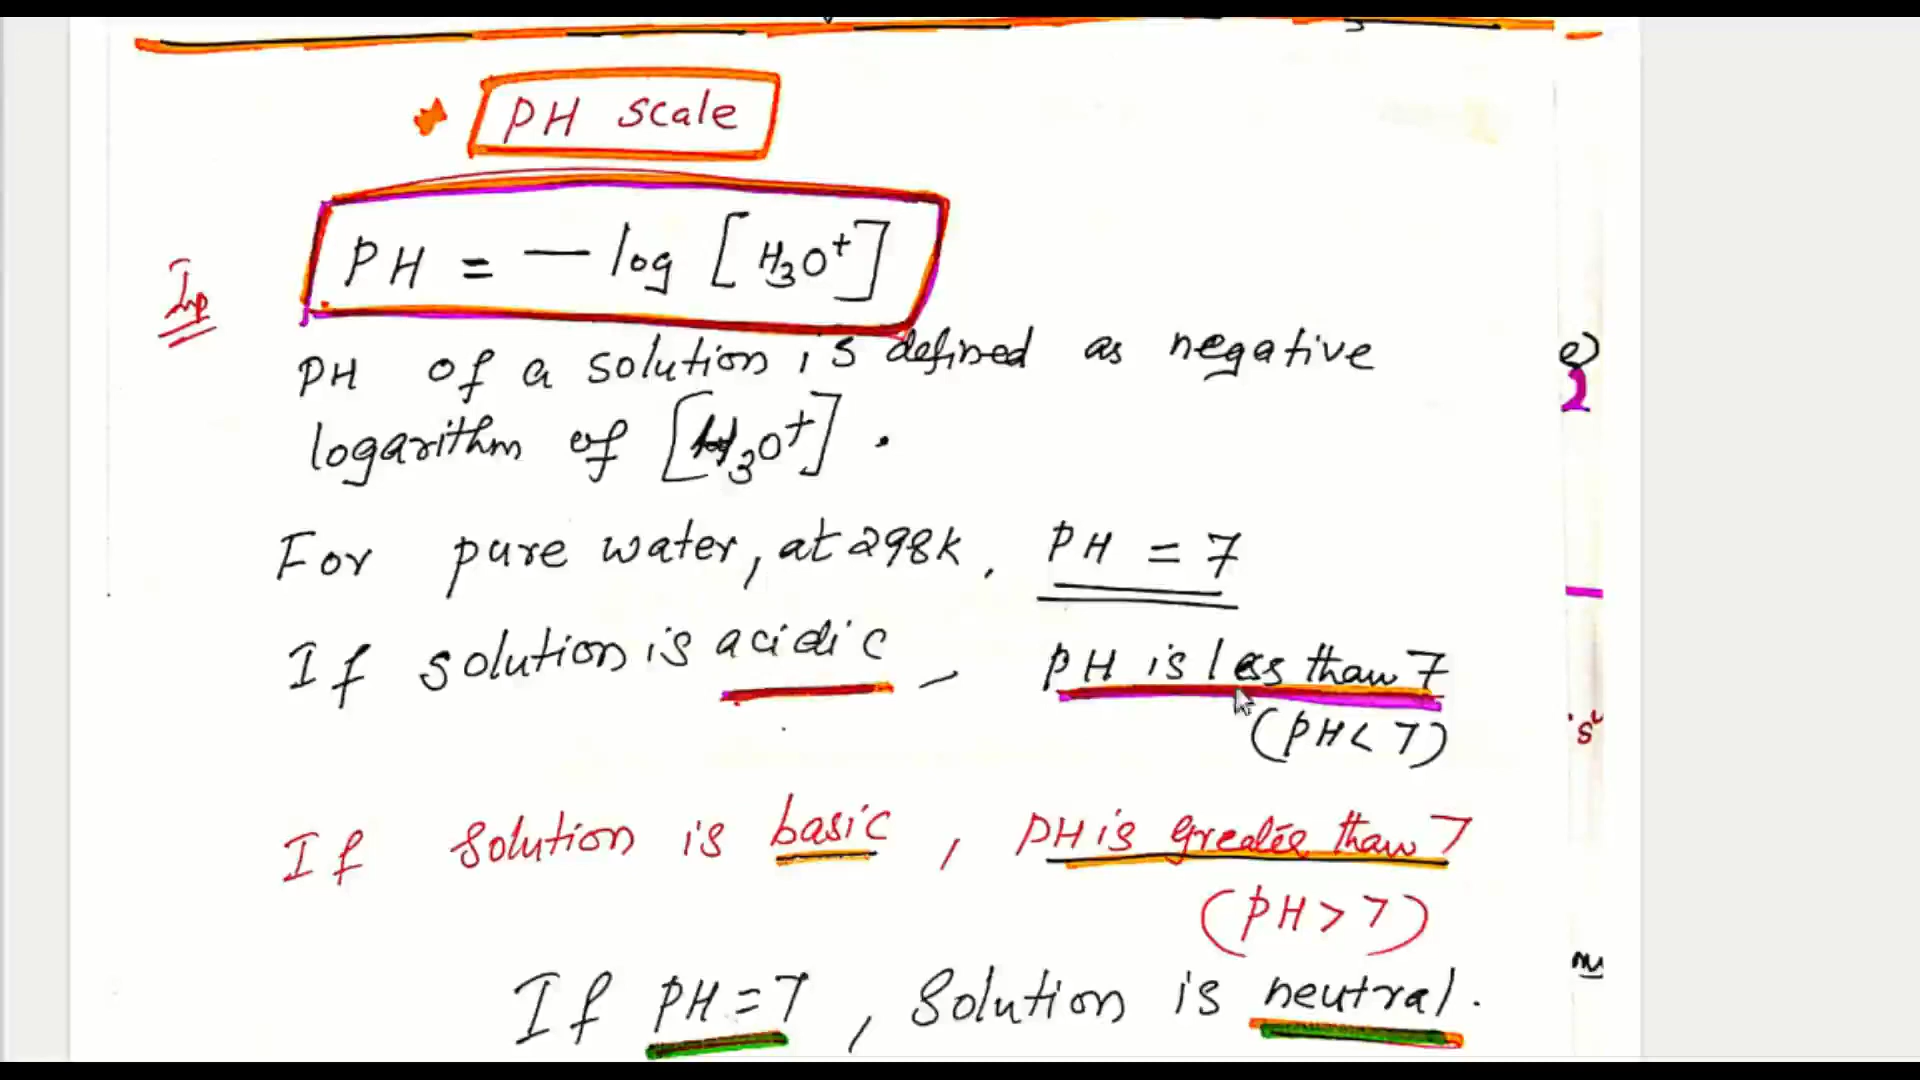 PH scale
PH = – log [H₃O⁺]
Imp
PH of a solution is defined as negative
logarithm of [H₃O⁺].
For pure water, at 298K, PH = 7
If solution is acidic, PH is less than 7
(PH < 7)
If solution is basic, PH is greater than 7
(PH > 7)
If PH = 7, solution is neutral.